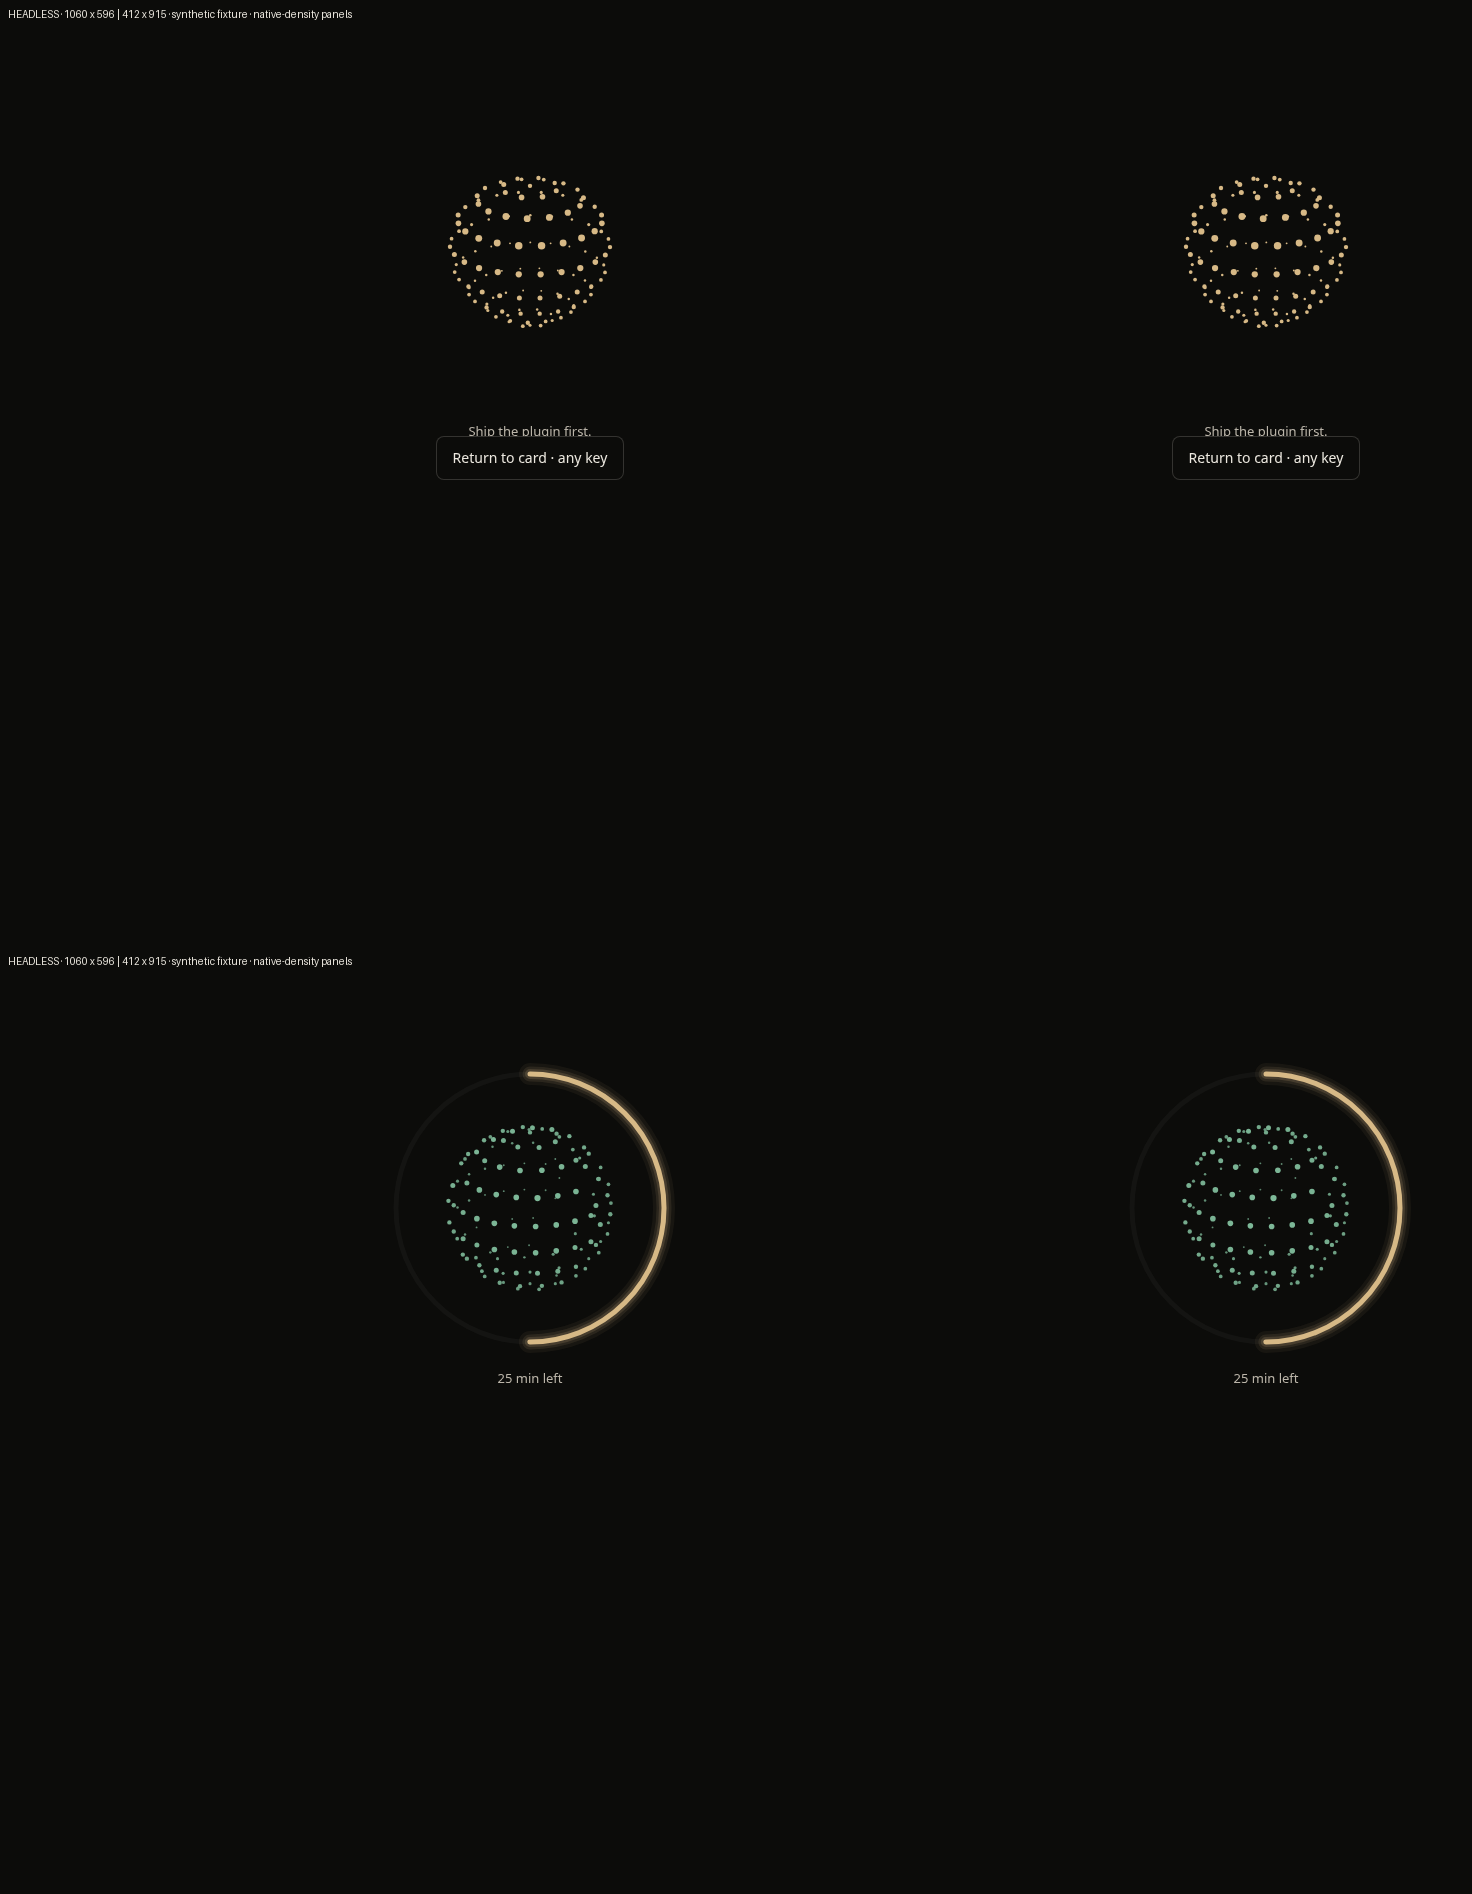 HEADLESS · 1060 x 596 | 412 x 915 · synthetic fixture · native-density panels
Ship the plugin first.
Ship the plugin first.
Return to card · any key
Return to card · any key
HEADLESS · 1060 x 596 | 412 x 915 · synthetic fixture · native-density panels
25 min left
25 min left